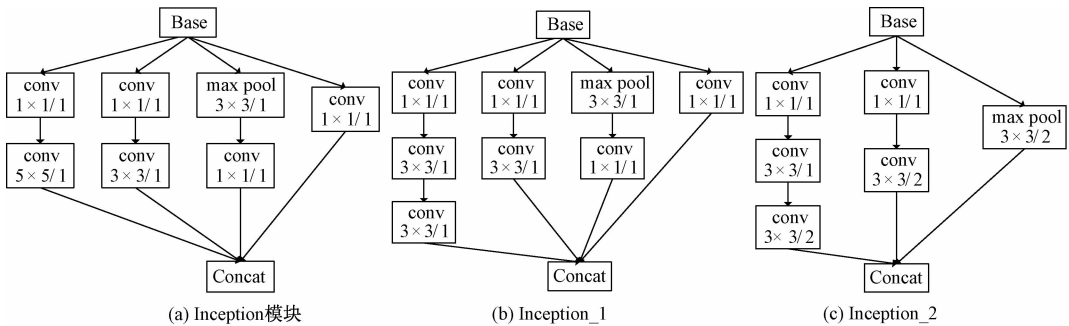 Base
conv
1×1/1
conv
1×1/1
max pool
3×3/1
conv
1×1/1
conv
5×5/1
conv
3×3/1
conv
1×1/1
Concat
(a) Inception模块
Base
conv
1×1/1
conv
1×1/1
max pool
3×3/1
conv
1×1/1
conv
3×3/1
conv
3×3/1
conv
1×1/1
conv
3×3/1
Concat
(b) Inception_1
Base
conv
1×1/1
conv
1×1/1
max pool
3×3/2
conv
3×3/1
conv
3×3/2
conv
3×3/2
Concat
(c) Inception_2